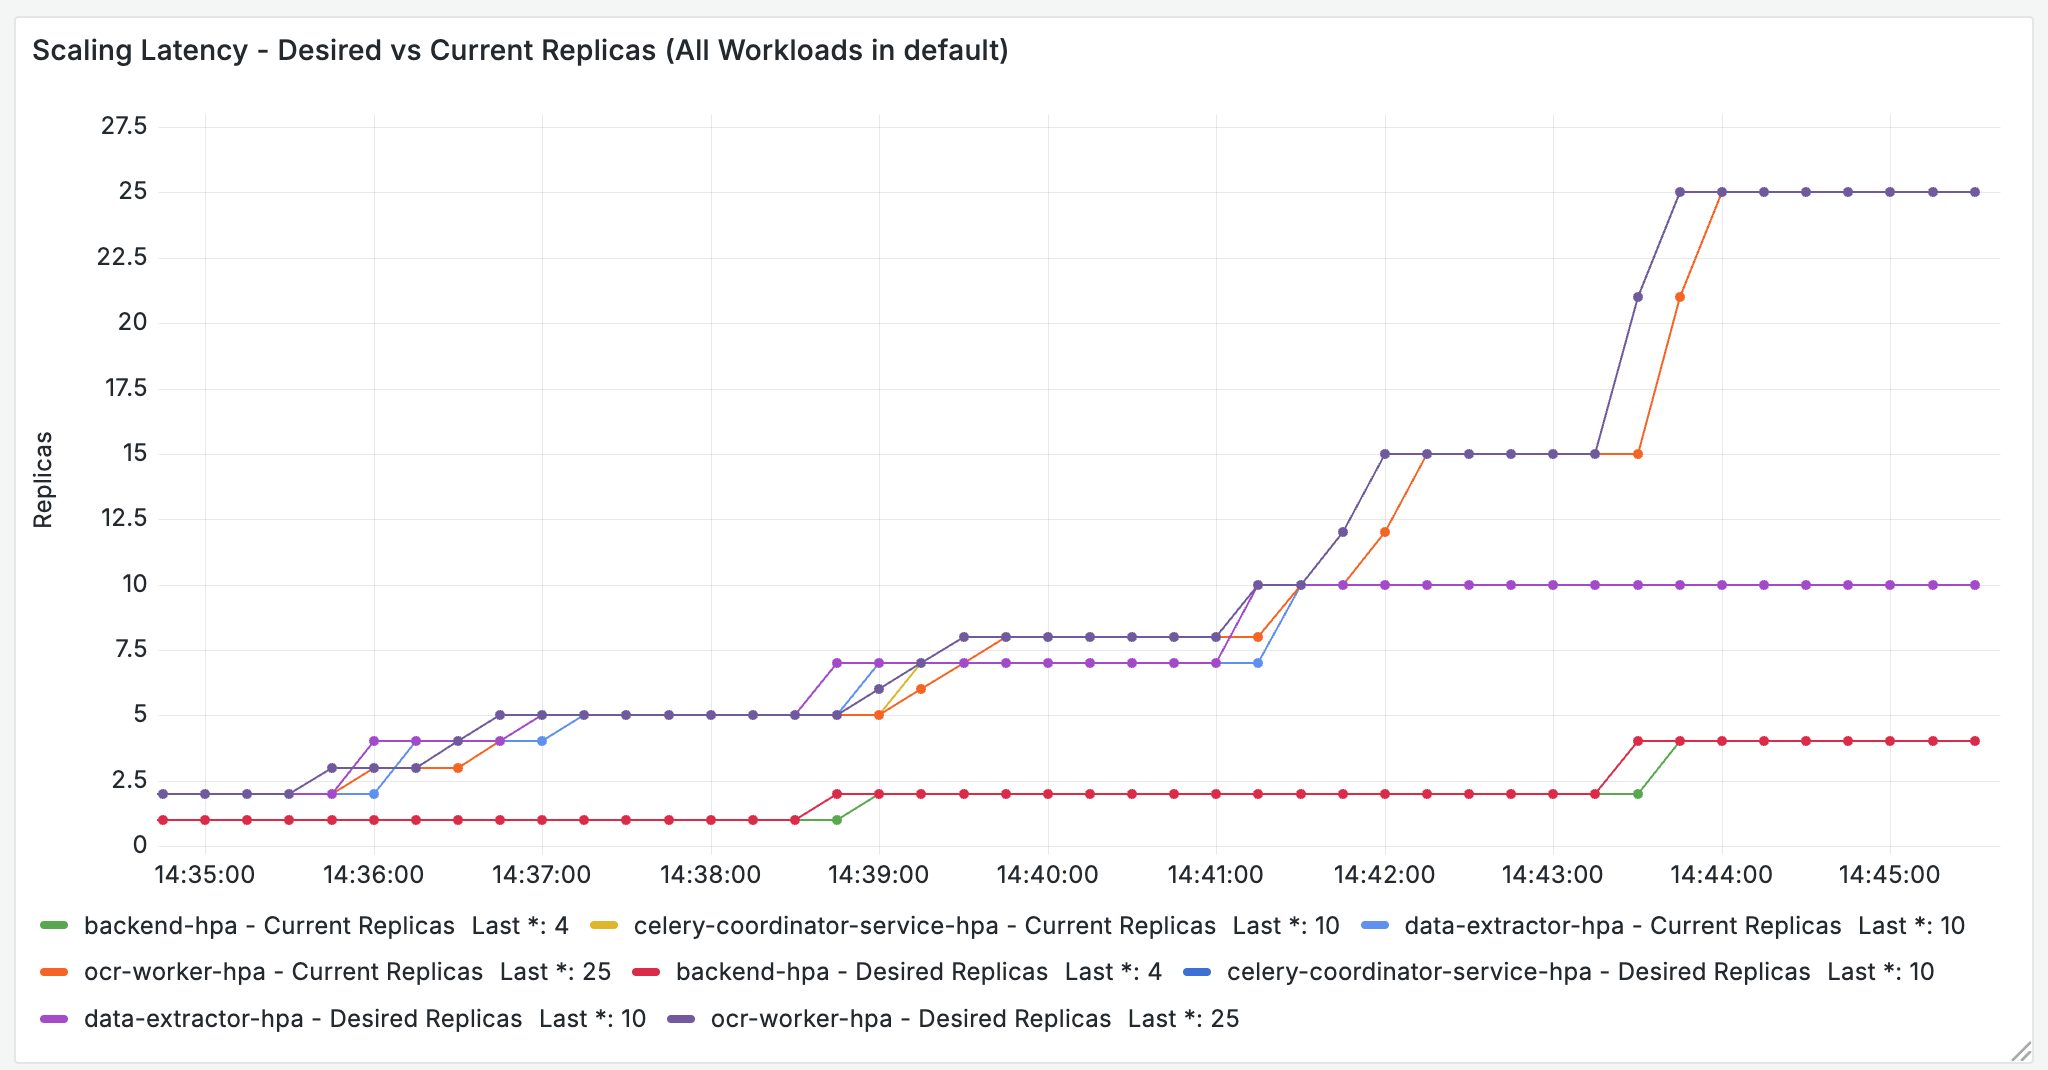 Scaling Latency - Desired vs Current Replicas (All Workloads in default)
27.5
25
22.5
20
17.5
15
12.5
10
7.5
5
2.5
0
Replicas
14:35:00 14:36:00 14:37:00 14:38:00 14:39:00 14:40:00 14:41:00 14:42:00 14:43:00 14:44:00 14:45:00
backend-hpa - Current Replicas Last *: 4 celery-coordinator-service-hpa - Current Replicas Last *: 10 data-extractor-hpa - Current Replicas Last *: 10
ocr-worker-hpa - Current Replicas Last *: 25 backend-hpa - Desired Replicas Last *: 4 celery-coordinator-service-hpa - Desired Replicas Last *: 10
data-extractor-hpa - Desired Replicas Last *: 10 ocr-worker-hpa - Desired Replicas Last *: 25